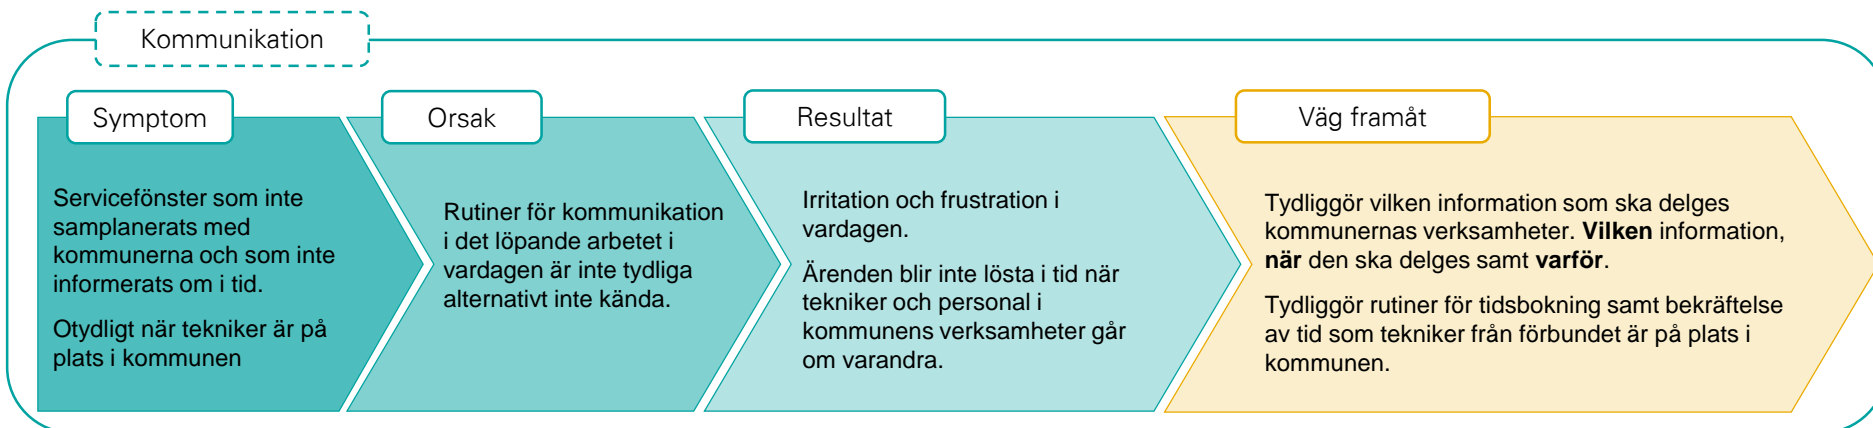 Kommunikation
Symptom
Servicefönster som inte
samplanerats med
kommunerna och som inte
informerats om i tid.
Otydligt när tekniker är på
plats i kommunen
Orsak
Rutiner för kommunikation
i det löpande arbetet i
vardagen är inte tydliga
alternativt inte kända.
Resultat
Irritation och frustration i
vardagen.
Ärenden blir inte lösta i tid när
tekniker och personal i
kommunens verksamheter går
om varandra.
Väg framåt
Tydliggör vilken information som ska delges
kommunernas verksamheter. Vilken information,
när den ska delges samt varför.
Tydliggör rutiner för tidsbokning samt bekräftelse
av tid som tekniker från förbundet är på plats i
kommunen.